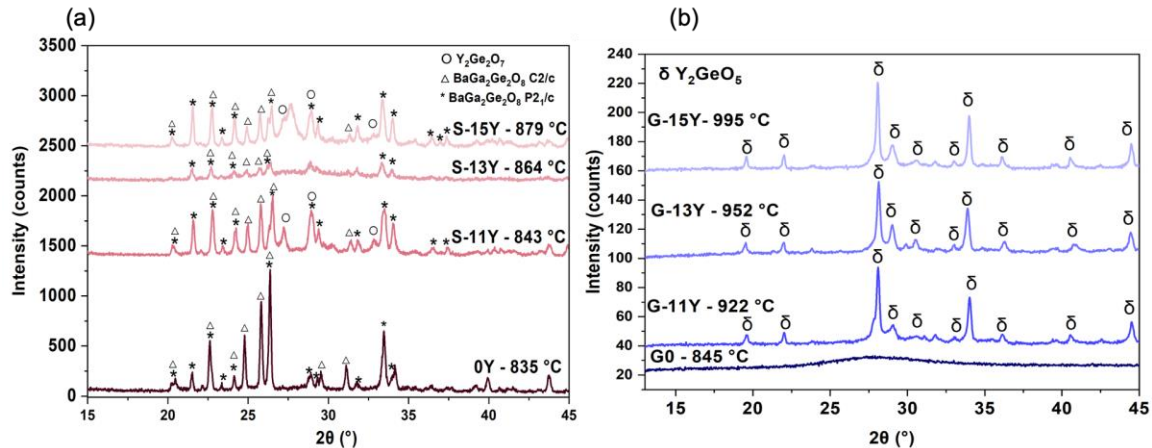 (a)
3500
3000
2500
2000
1500
1000
500
0
Intensity (counts)
○ Y₂Ge₂O₇
△ BaGa₂Ge₂O₈ C2/c
* BaGa₂Ge₂O₈ P2₁/c
S-15Y - 879 °C
S-13Y - 864 °C
S-11Y - 843 °C
0Y - 835 °C
15 20 25 30 35 40 45
2θ (°)
(b)
240
220
200
180
160
140
120
100
80
60
40
20
Intensity (counts)
δ Y₂GeO₅
G-15Y- 995 °C
δ δ δ δ δ δ δ δ δ δ
G-13Y - 952 °C
δ δ δ δ δ δ δ δ δ δ
G-11Y - 922 °C
δ δ δ δ δ δ δ δ δ δ
G0 - 845 °C
15 20 25 30 35 40 45
2θ (°)